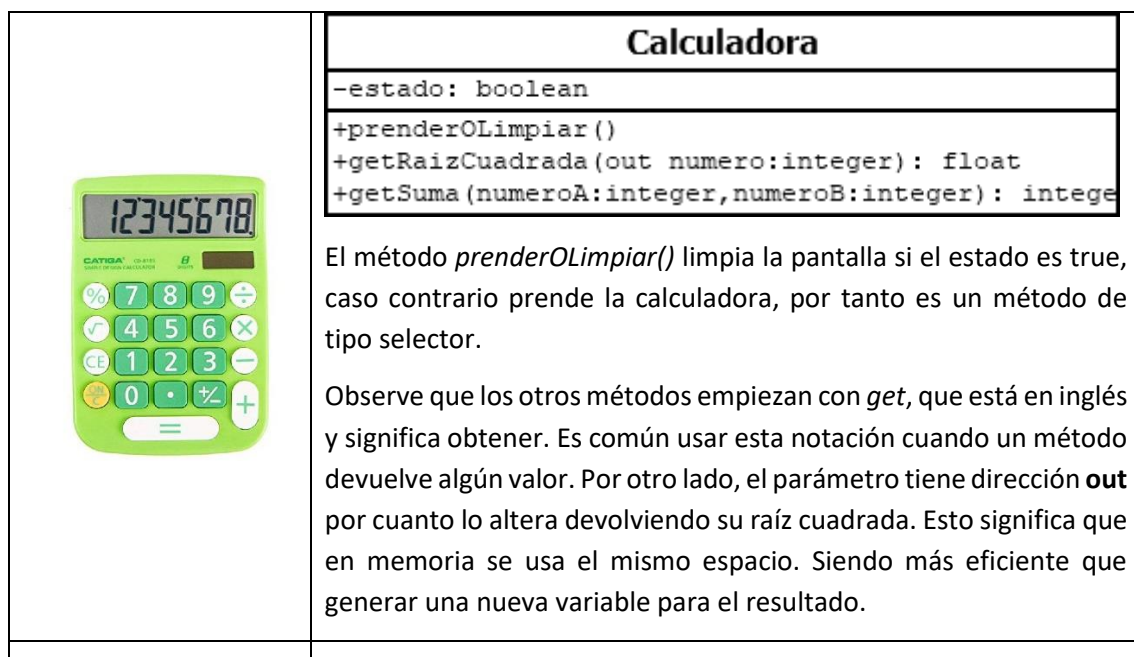 12345678.
CATIGA
8
% 7 8 9 ÷
√ 4 5 6 ×
CE 1 2 3 −
ON/C 0 · +/− +
=
Calculadora
-estado: boolean
+prenderOLimpiar()
+getRaizCuadrada(out numero:integer): float
+getSuma(numeroA:integer,numeroB:integer): intege
El método prenderOLimpiar() limpia la pantalla si el estado es true,
caso contrario prende la calculadora, por tanto es un método de
tipo selector.
Observe que los otros métodos empiezan con get, que está en inglés
y significa obtener. Es común usar esta notación cuando un método
devuelve algún valor. Por otro lado, el parámetro tiene dirección out
por cuanto lo altera devolviendo su raíz cuadrada. Esto significa que
en memoria se usa el mismo espacio. Siendo más eficiente que
generar una nueva variable para el resultado.